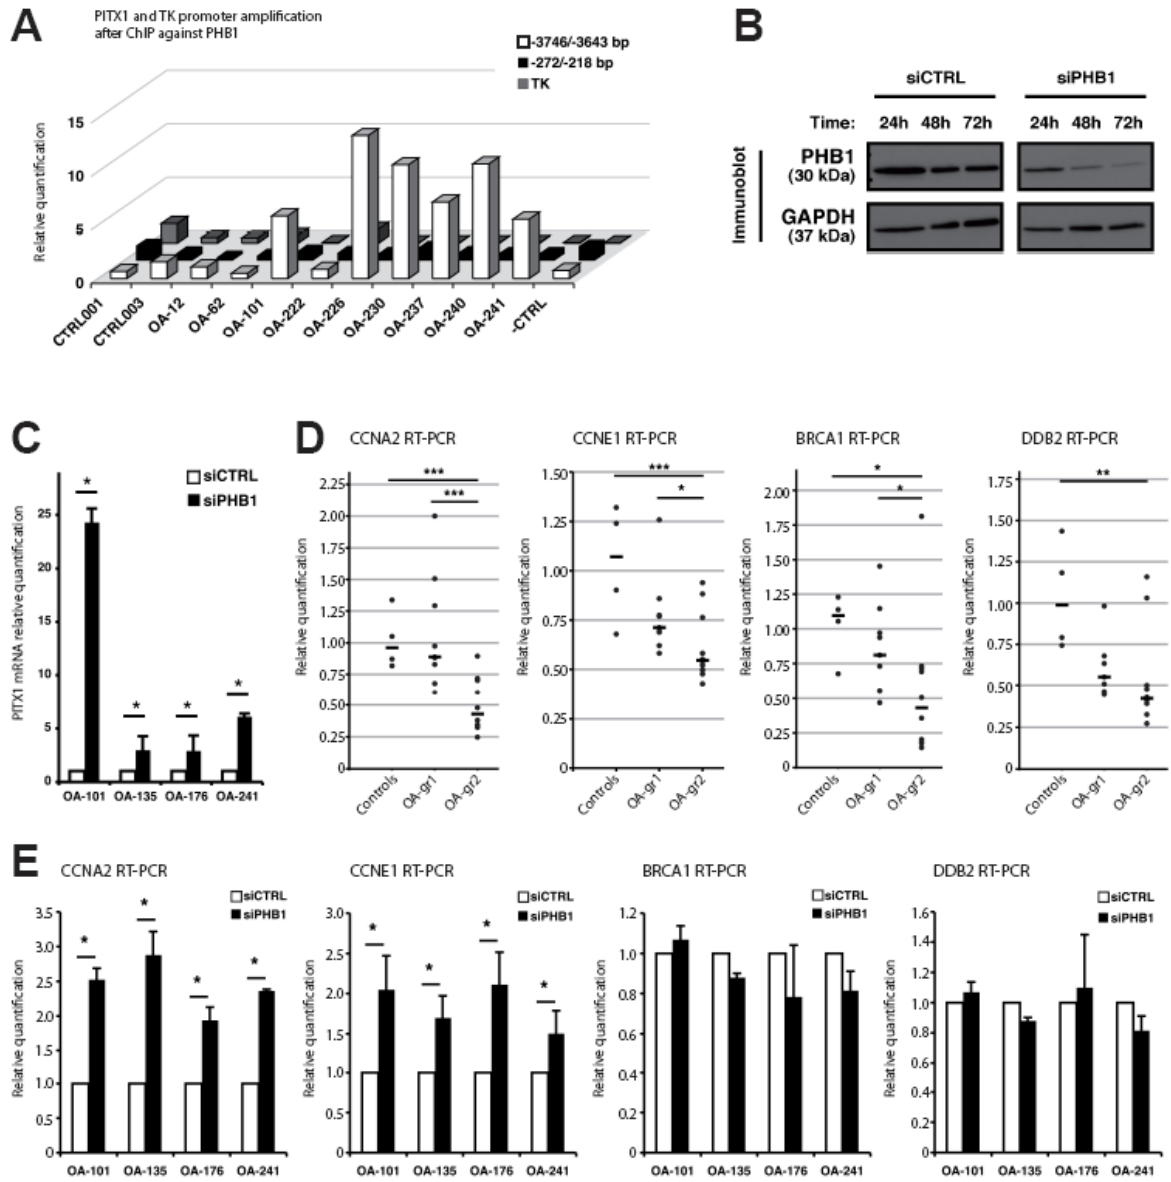 A
PITX1 and TK promoter amplification
after ChIP against PHB1
-3746/-3643 bp
-272/-218 bp
TK
Relative quantification
15
10
5
0
CTRL001
CTRL003
OA-12
OA-62
OA-101
OA-222
OA-226
OA-230
OA-237
OA-240
OA-241
-CTRL
B
siCTRL
siPHB1
Time:
24h 48h 72h
24h 48h 72h
Immunoblot
PHB1
(30 kDa)
GAPDH
(37 kDa)
C
siCTRL
siPHB1
PITX1 mRNA relative quantification
25
20
15
10
5
0
*
*
*
*
OA-101
OA-135
OA-176
OA-241
D
CCNA2 RT-PCR
Relative quantification
2.25
2.00
1.75
1.50
1.25
1.00
0.75
0.50
0.25
0
***
***
Controls
OA-gr1
OA-gr2
CCNE1 RT-PCR
Relative quantification
1.50
1.25
1.00
0.75
0.50
0.25
0
***
*
Controls
OA-gr1
OA-gr2
BRCA1 RT-PCR
Relative quantification
2.00
1.75
1.50
1.25
1.00
0.75
0.50
0.25
0
*
*
Controls
OA-gr1
OA-gr2
DDB2 RT-PCR
Relative quantification
1.75
1.50
1.25
1.00
0.75
0.50
0.25
0
**
Controls
OA-gr1
OA-gr2
E
CCNA2 RT-PCR
siCTRL
siPHB1
Relative quantification
3.5
3.0
2.5
2.0
1.5
1.0
0.5
0
*
*
*
*
OA-101
OA-135
OA-176
OA-241
CCNE1 RT-PCR
siCTRL
siPHB1
Relative quantification
3.0
2.5
2.0
1.5
1.0
0.5
0
*
*
*
*
OA-101
OA-135
OA-176
OA-241
BRCA1 RT-PCR
siCTRL
siPHB1
Relative quantification
1.2
1.0
0.8
0.6
0.4
0.2
0
OA-101
OA-135
OA-176
OA-241
DDB2 RT-PCR
siCTRL
siPHB1
Relative quantification
1.6
1.4
1.2
1.0
0.8
0.6
0.4
0.2
0
OA-101
OA-135
OA-176
OA-241